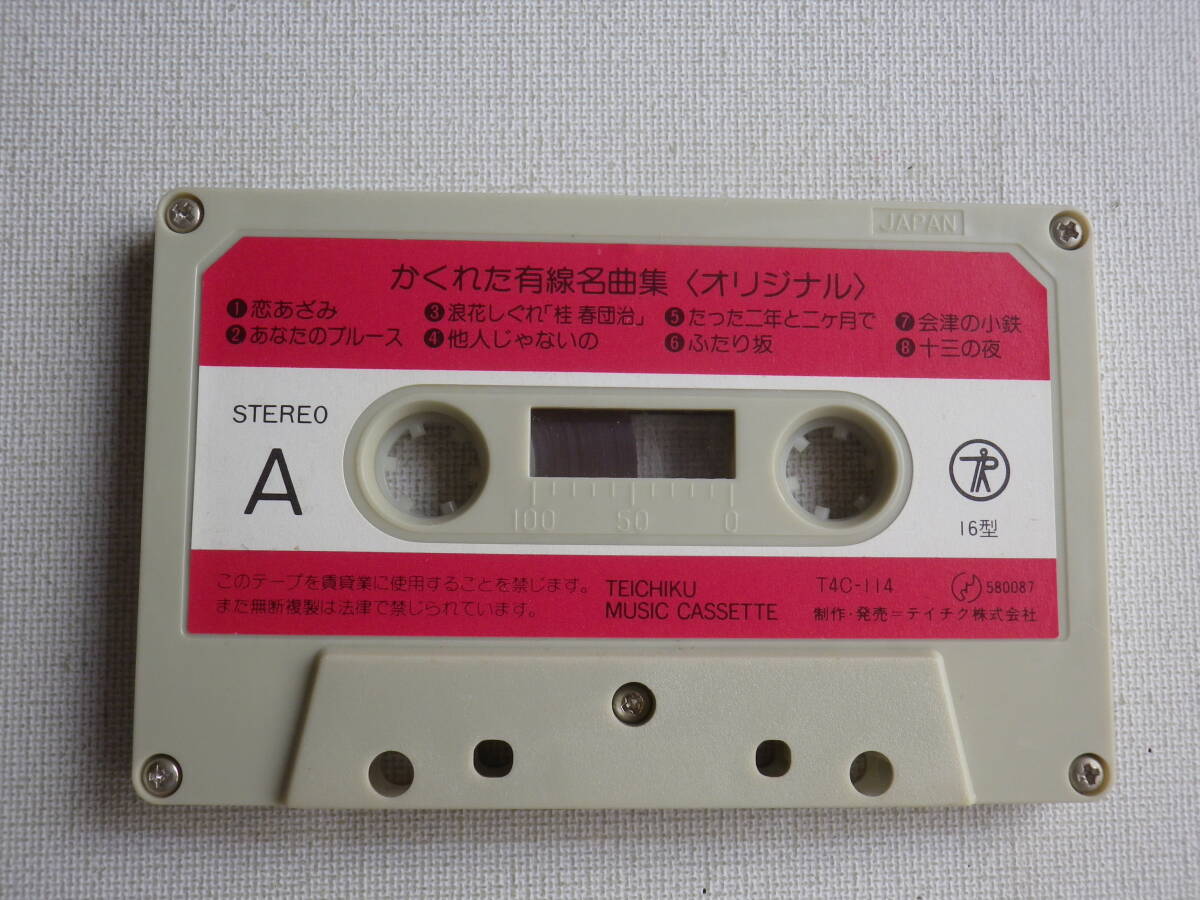 JAPAN
かくれた有線名曲集〈オリジナル〉
❶恋あざみ
❷あなたのブルース
❸浪花しぐれ「桂 春団治」
❹他人じゃないの
❺たった二年と二ヶ月で
❻ふたり坂
❼会津の小鉄
❽十三の夜
STEREO
A
100 50 0
16型
このテープを賃貸業に使用することを禁じます。
また無断複製は法律で禁じられています。
TEICHIKU
MUSIC CASSETTE
T4C-114
580087
制作・発売=テイチク株式会社